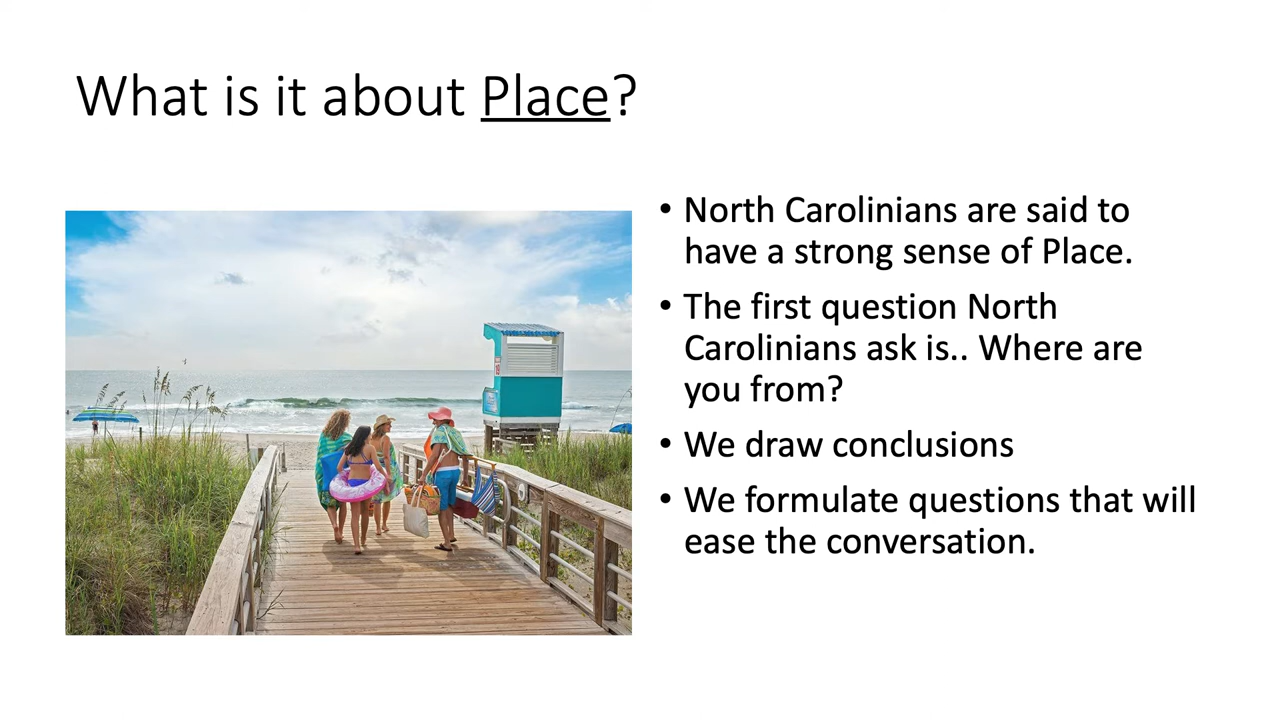 What is it about Place?
• North Carolinians are said to
have a strong sense of Place.
• The first question North
Carolinians ask is.. Where are
you from?
• We draw conclusions
• We formulate questions that will
ease the conversation.